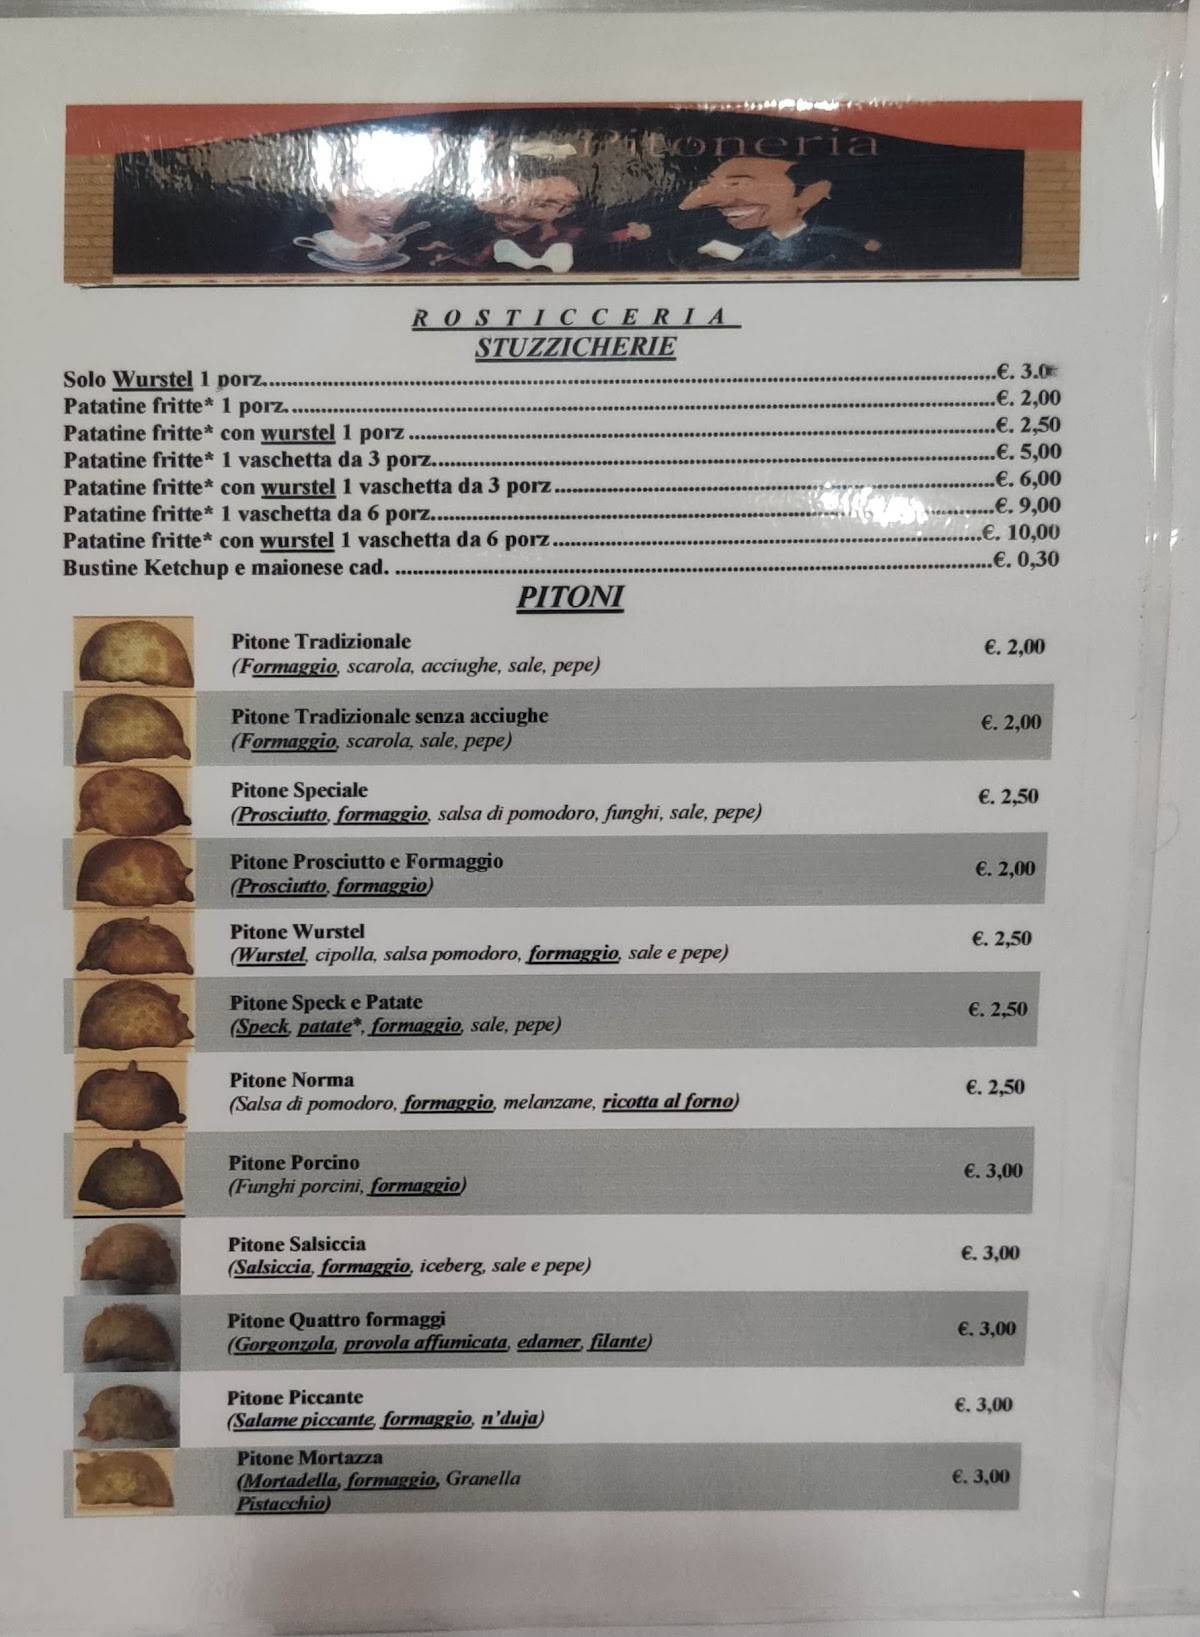 Pitoneria
ROSTICCERIA
STUZZICHERIE
Solo Wurstel 1 porz..........€. 3.0
Patatine fritte* 1 porz..........€. 2,00
Patatine fritte* con wurstel 1 porz..........€. 2,50
Patatine fritte* 1 vaschetta da 3 porz..........€. 5,00
Patatine fritte* con wurstel 1 vaschetta da 3 porz..........€. 6,00
Patatine fritte* 1 vaschetta da 6 porz..........€. 9,00
Patatine fritte* con wurstel 1 vaschetta da 6 porz..........€. 10,00
Bustine Ketchup e maionese cad. ..........€. 0,30
PITONI
Pitone Tradizionale €. 2,00
(Formaggio, scarola, acciughe, sale, pepe)
Pitone Tradizionale senza acciughe €. 2,00
(Formaggio, scarola, sale, pepe)
Pitone Speciale €. 2,50
(Prosciutto, formaggio, salsa di pomodoro, funghi, sale, pepe)
Pitone Prosciutto e Formaggio €. 2,00
(Prosciutto, formaggio)
Pitone Wurstel €. 2,50
(Wurstel, cipolla, salsa pomodoro, formaggio, sale e pepe)
Pitone Speck e Patate €. 2,50
(Speck, patate*, formaggio, sale, pepe)
Pitone Norma €. 2,50
(Salsa di pomodoro, formaggio, melanzane, ricotta al forno)
Pitone Porcino €. 3,00
(Funghi porcini, formaggio)
Pitone Salsiccia €. 3,00
(Salsiccia, formaggio, iceberg, sale e pepe)
Pitone Quattro formaggi €. 3,00
(Gorgonzola, provola affumicata, edamer, filante)
Pitone Piccante €. 3,00
(Salame piccante, formaggio, n'duja)
Pitone Mortazza €. 3,00
(Mortadella, formaggio, Granella
Pistacchio)